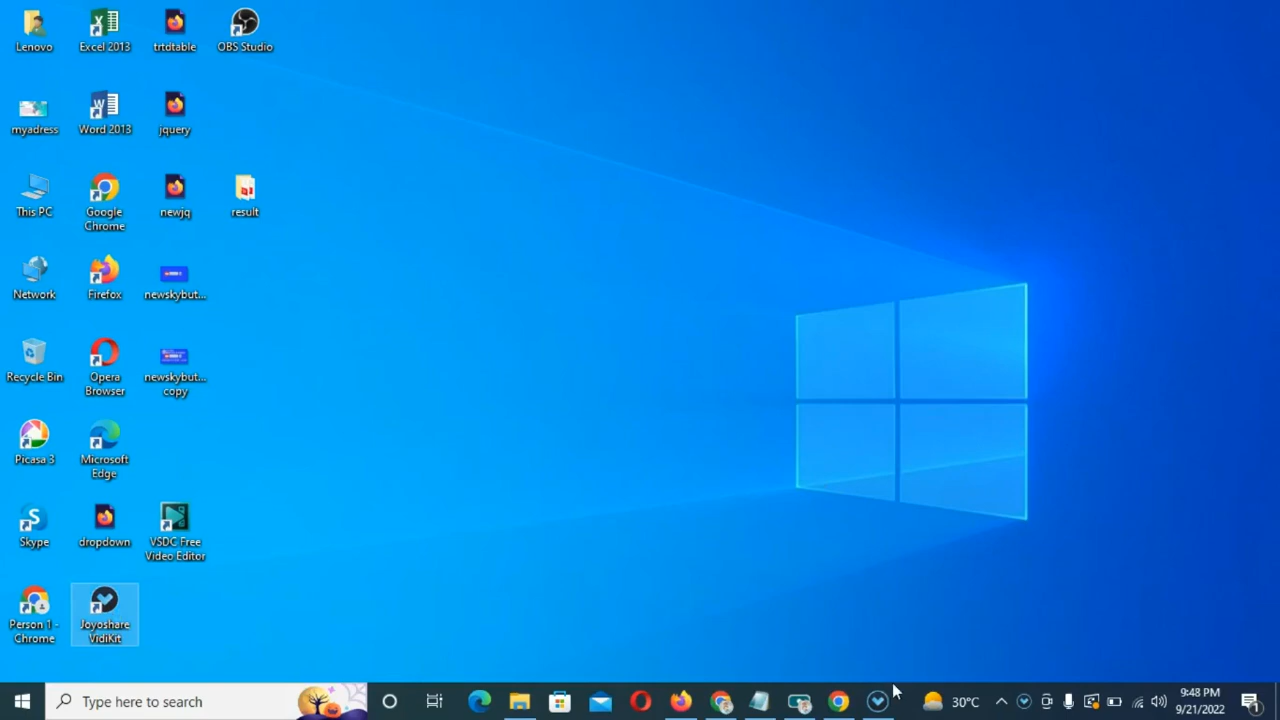 Lenovo
Excel 2013
trtdtable
OBS Studio
myadress
Word 2013
jquery
This PC
Google
Chrome
newjq
result
Network
Firefox
newskybut...
Recycle Bin
Opera
Browser
newskybut...
copy
Picasa 3
Microsoft
Edge
Skype
dropdown
VSDC Free
Video Editor
Person 1 -
Chrome
Joyoshare
VidiKit
Type here to search
30°C
9:48 PM
9/21/2022
1